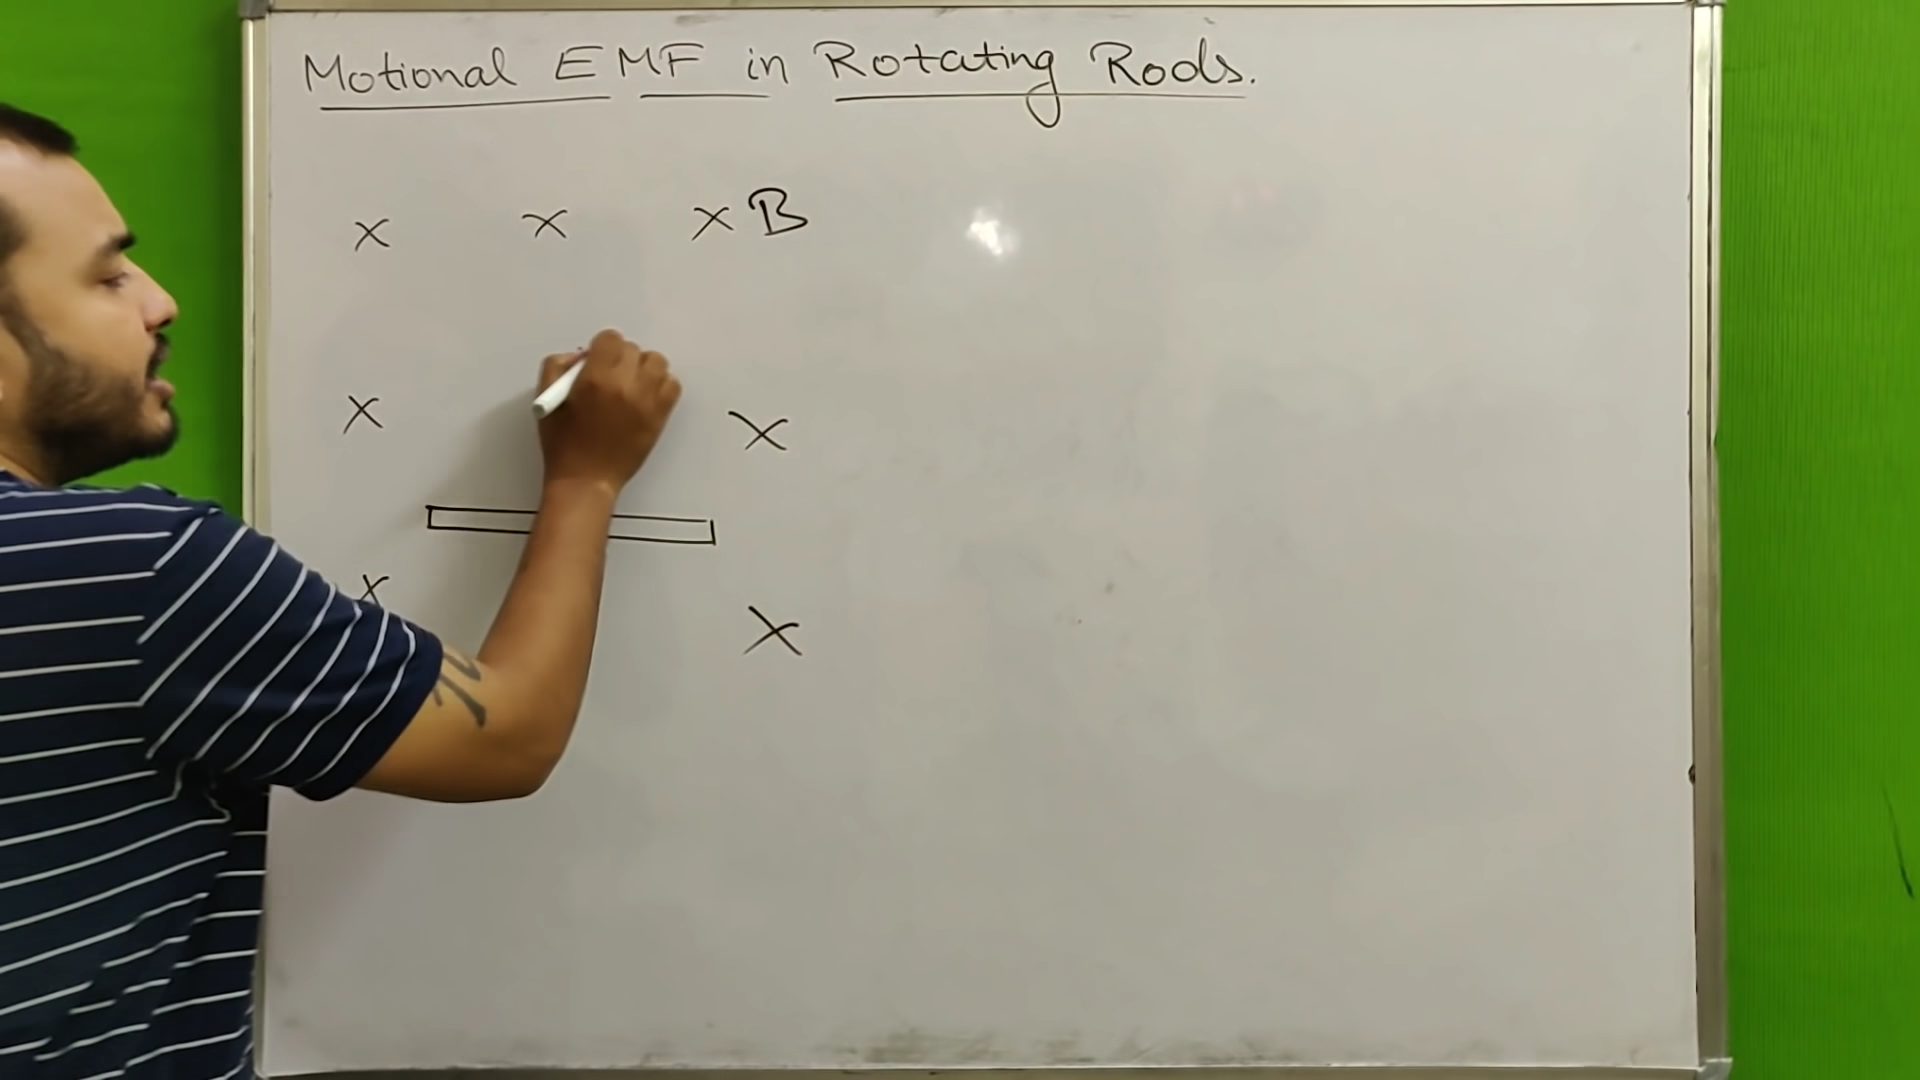 Motional EMF in Rotating Rods.
x x x B
x x
x x